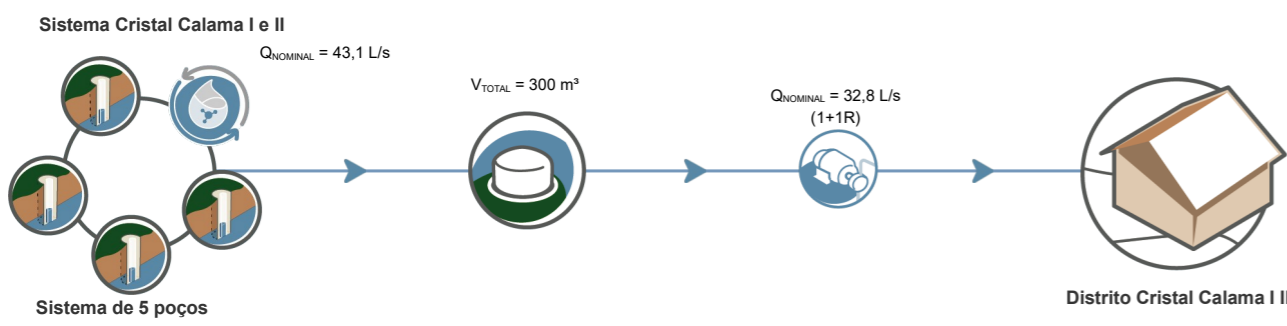 Sistema Cristal Calama I e II
QNOMINAL = 43,1 L/s
VTOTAL = 300 m³
QNOMINAL = 32,8 L/s
(1+1R)
Sistema de 5 poços
Distrito Cristal Calama I II